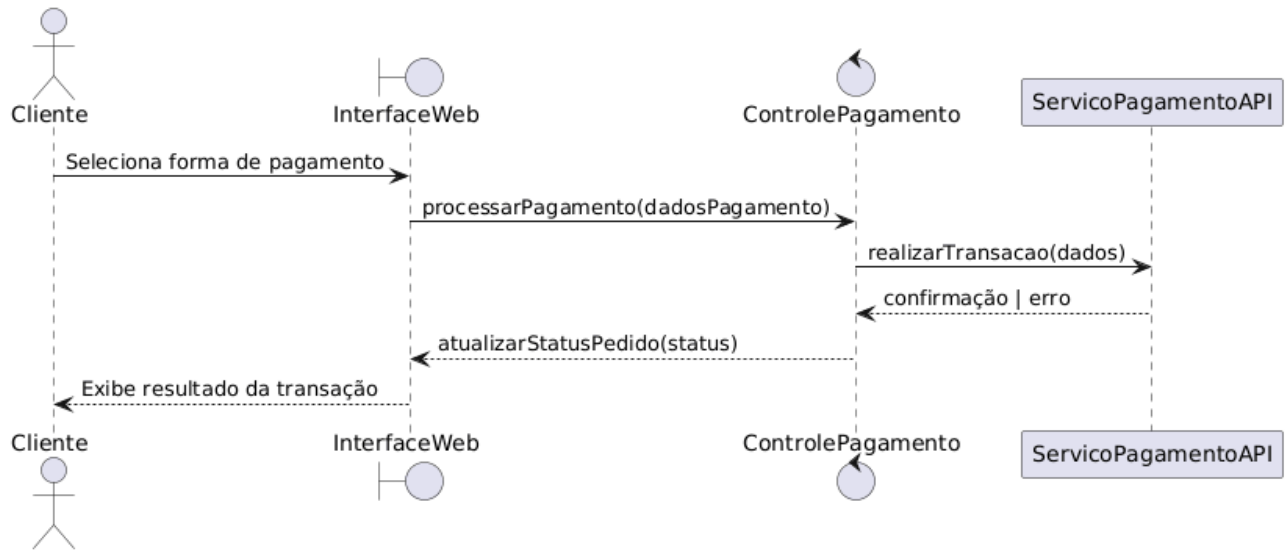 Cliente
InterfaceWeb
ControlePagamento
ServicoPagamentoAPI
Seleciona forma de pagamento
processarPagamento(dadosPagamento)
realizarTransacao(dados)
confirmação | erro
atualizarStatusPedido(status)
Exibe resultado da transação
Cliente
InterfaceWeb
ControlePagamento
ServicoPagamentoAPI